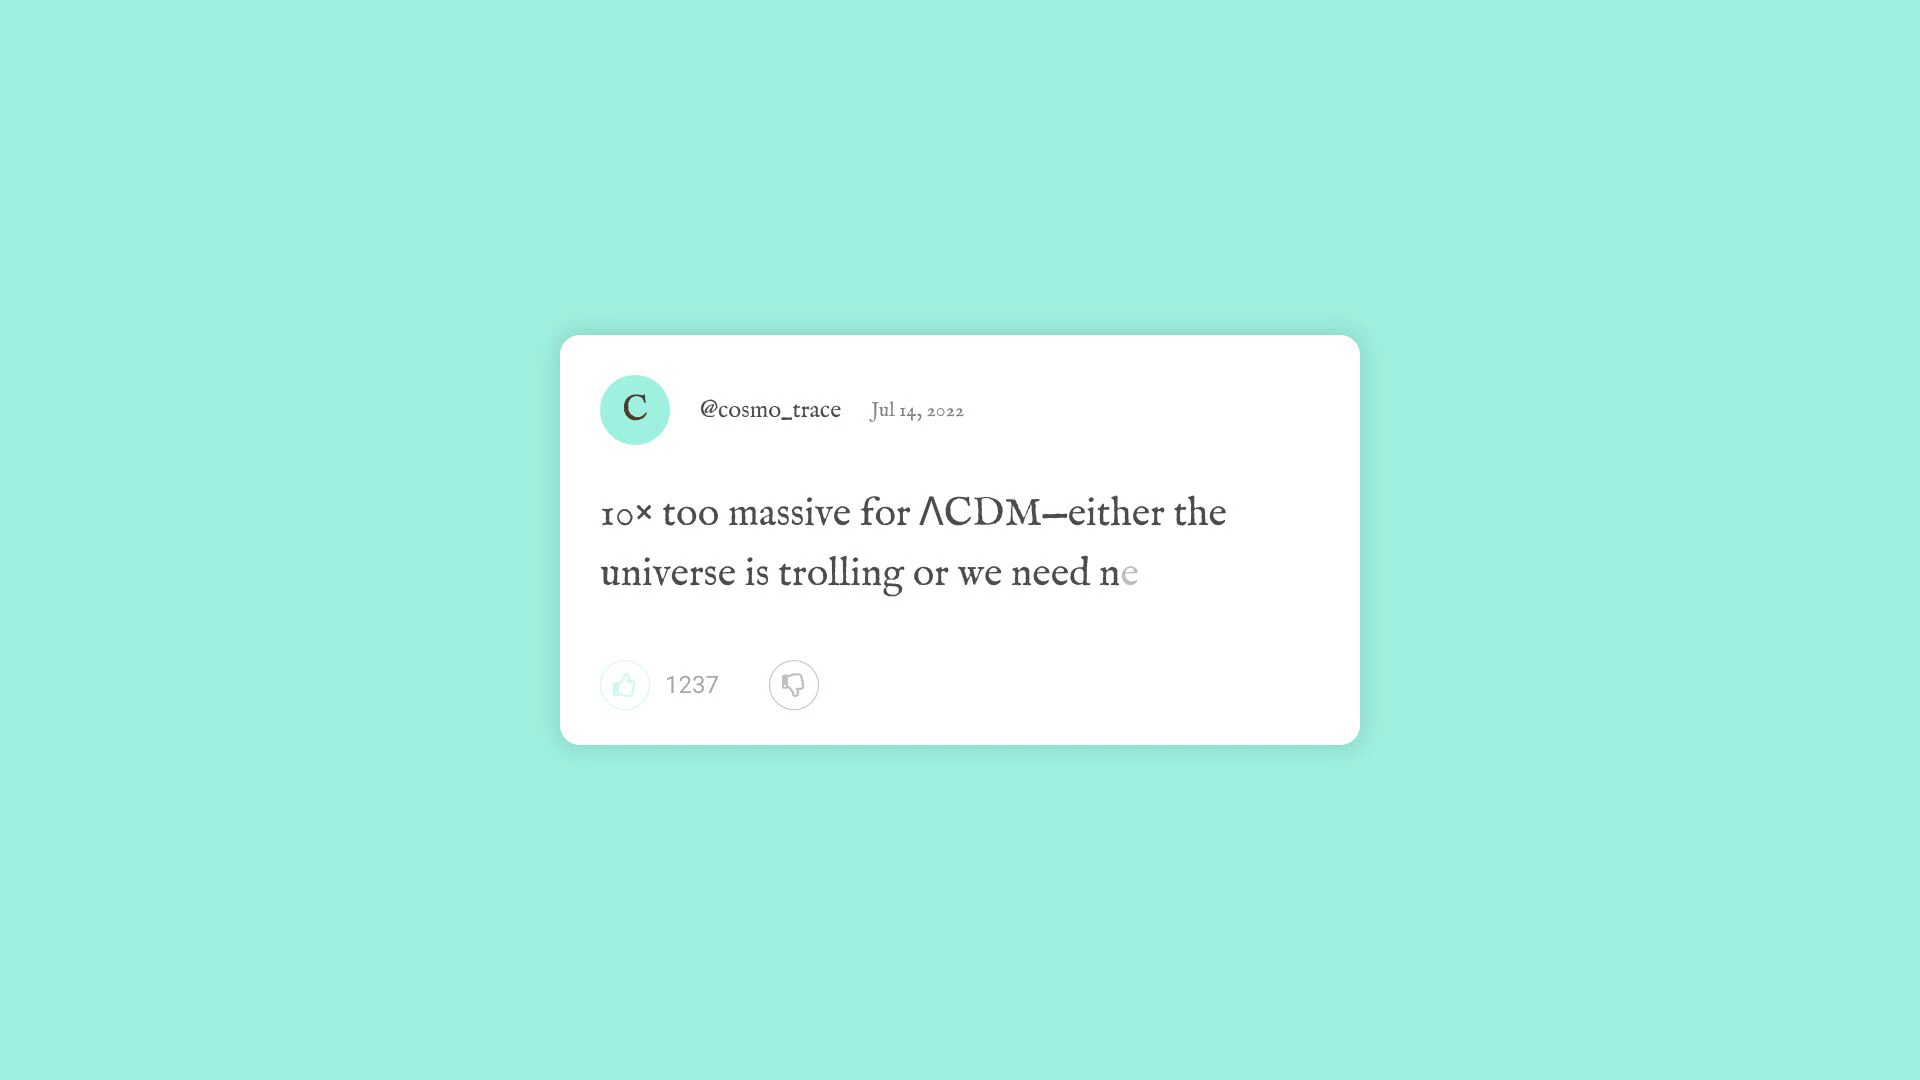 C
@cosmo_trace Jul 14, 2022
10× too massive for ΛCDM—either the
universe is trolling or we need ne
1237